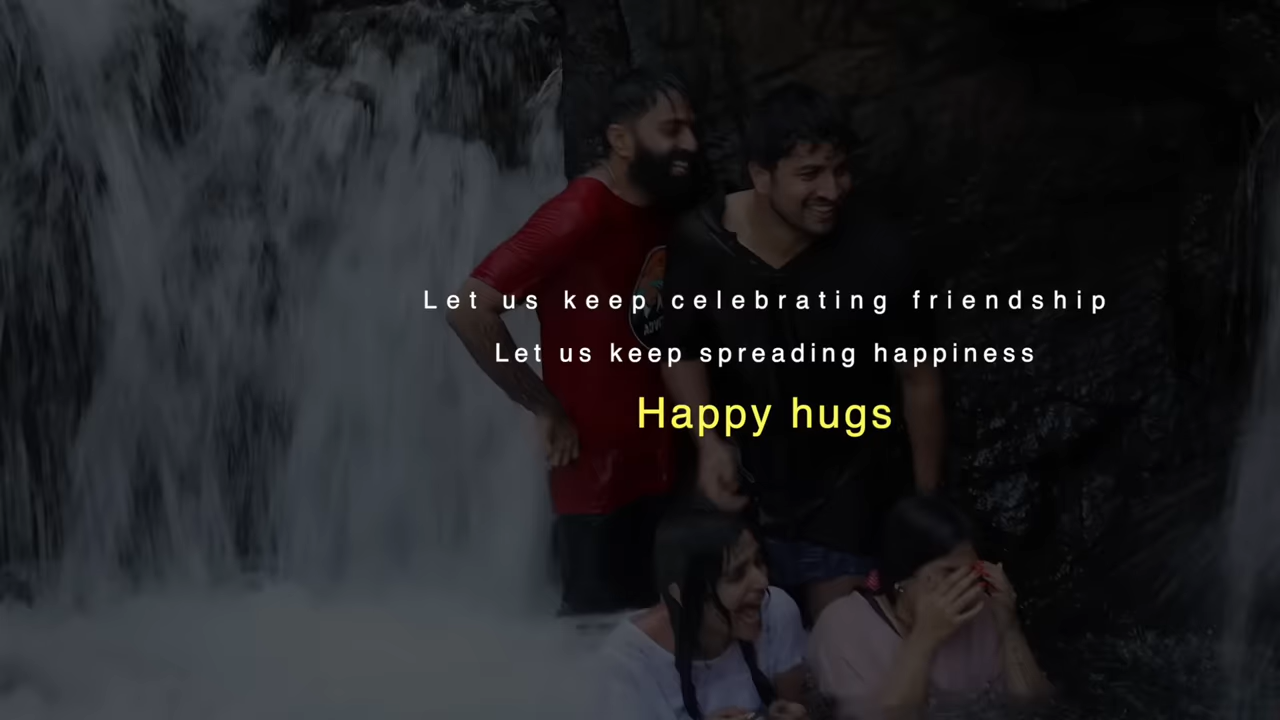 Let us keep celebrating friendship
Let us keep spreading happiness
Happy hugs